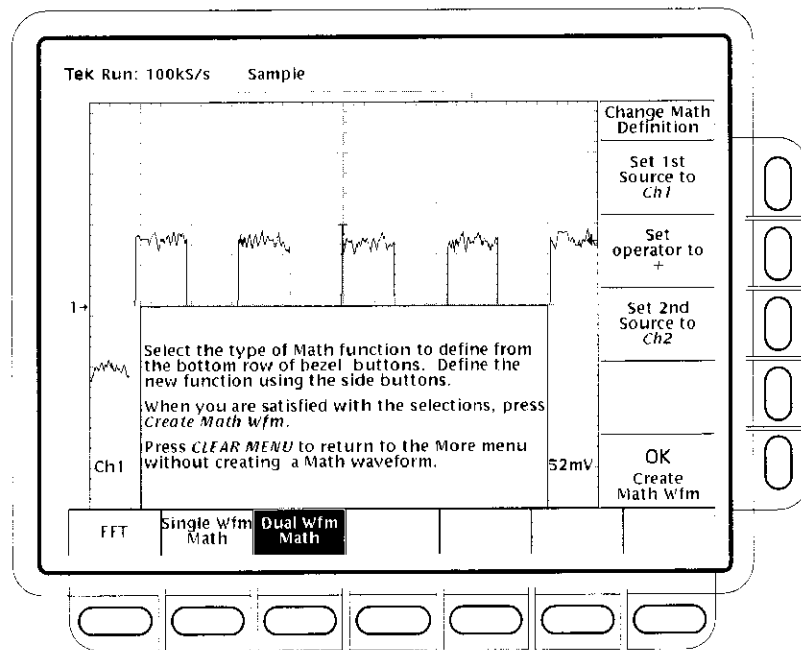 Tek Run: 100kS/s Sample
Change Math
Definition
Set 1st
Source to
Ch1
Set
operator to
+
Set 2nd
Source to
Ch2
OK
Create
Math Wfm
1→
Select the type of Math function to define from
the bottom row of bezel buttons. Define the
new function using the side buttons.
When you are satisfied with the selections, press
Create Math Wfm.
Press CLEAR MENU to return to the More menu
without creating a Math waveform.
Ch1
52mV
FFT
Single Wfm
Math
Dual Wfm
Math